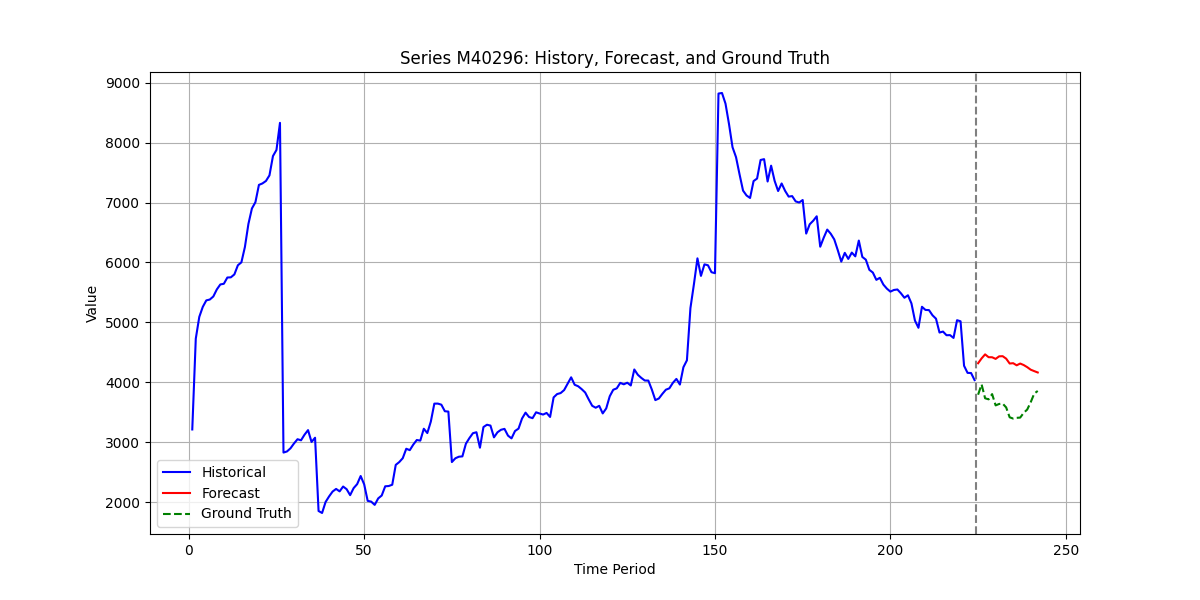 Series M40296: History, Forecast, and Ground Truth
9000
8000
7000
6000
5000
4000
3000
2000
Value
Historical
Forecast
Ground Truth
0
50
100
150
200
250
Time Period